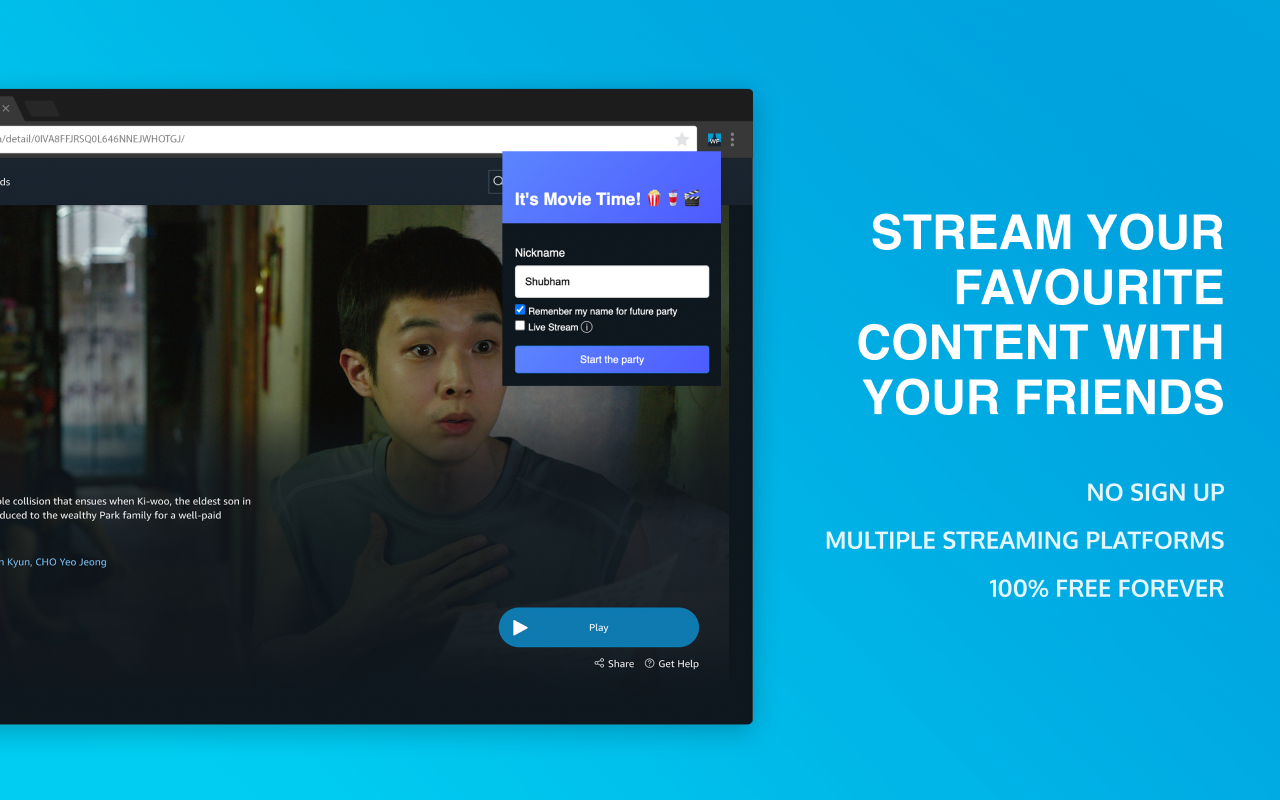 n/detail/0IVA8FFJRSQ0L646NNEJWHOTGJ/
WP
ds
It's Movie Time! 🍿🥤🎬
Nickname
Shubham
Remenber my name for future party
Live Stream ⓘ
Start the party
ple collision that ensues when Ki-woo, the eldest son in
duced to the wealthy Park family for a well-paid
n Kyun, CHO Yeo Jeong
Play
Share
Get Help
STREAM YOUR
FAVOURITE
CONTENT WITH
YOUR FRIENDS
NO SIGN UP
MULTIPLE STREAMING PLATFORMS
100% FREE FOREVER